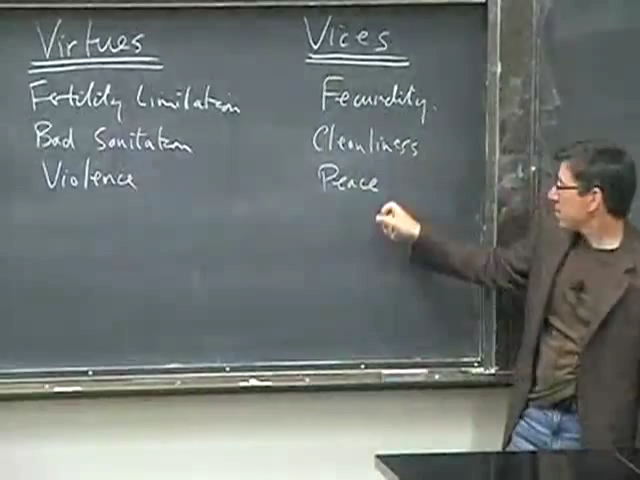 Virtues Vices
Fertility Limitation Fecundity.
Bad Sanitation Cleanliness
Violence Peace